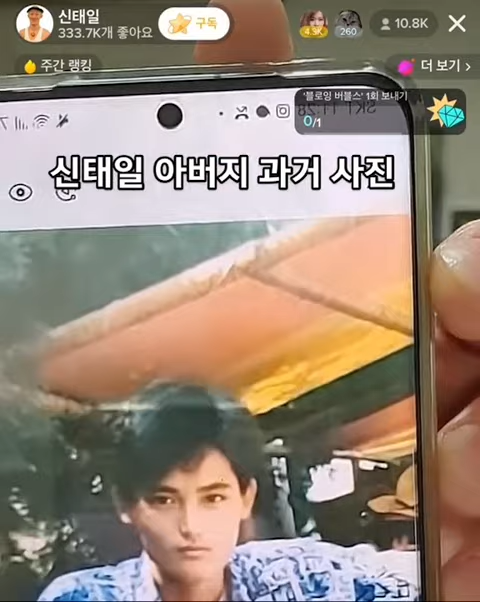 신태일
333.7K개 좋아요
구독
4.3K
260
10.8K
주간 랭킹
더 보기 >
'블로잉 버블스' 1회 보내기
0/1
신태일 아버지 과거 사진